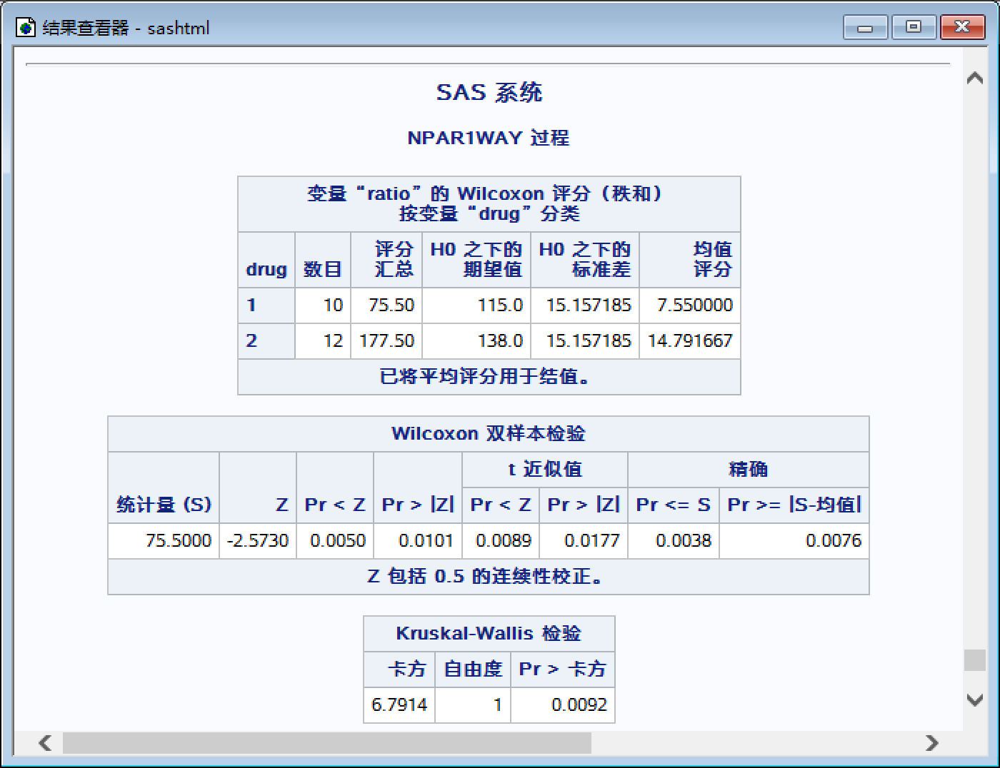 结果查看器 - sashtml
SAS 系统
NPAR1WAY 过程
变量 “ratio” 的 Wilcoxon 评分（秩和）
按变量 “drug” 分类
drug 数目 评分汇总 H0 之下的期望值 H0 之下的标准差 均值评分
1 10 75.50 115.0 15.157185 7.550000
2 12 177.50 138.0 15.157185 14.791667
已将平均评分用于结值。
Wilcoxon 双样本检验
t 近似值 精确
统计量 (S) Z Pr < Z Pr > |Z| Pr < Z Pr > |Z| Pr <= S Pr >= |S-均值|
75.5000 -2.5730 0.0050 0.0101 0.0089 0.0177 0.0038 0.0076
Z 包括 0.5 的连续性校正。
Kruskal-Wallis 检验
卡方 自由度 Pr > 卡方
6.7914 1 0.0092